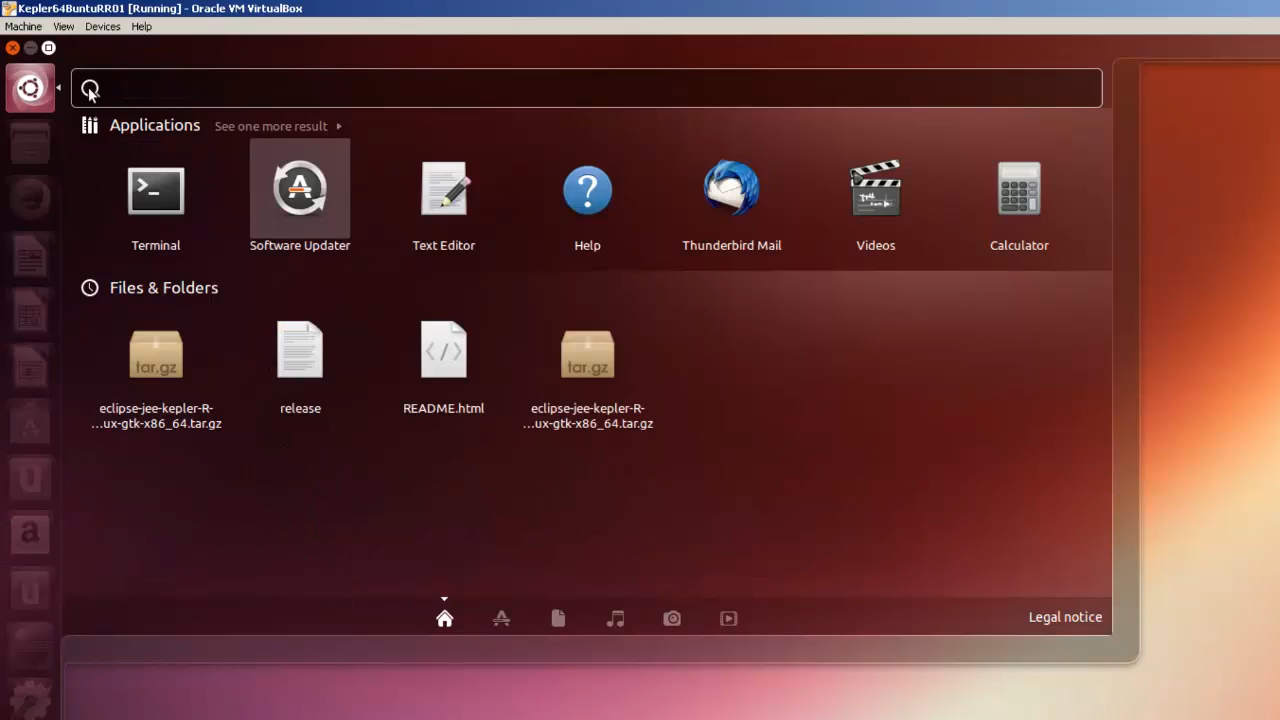 Kepler64BuntuRR01 [Running] - Oracle VM VirtualBox
Machine View Devices Help
Applications See one more result
Terminal Software Updater Text Editor Help Thunderbird Mail Videos Calculator
Files & Folders
tar.gz tar.gz
eclipse-jee-kepler-R- release README.html eclipse-jee-kepler-R-
...ux-gtk-x86_64.tar.gz ...ux-gtk-x86_64.tar.gz
Legal notice